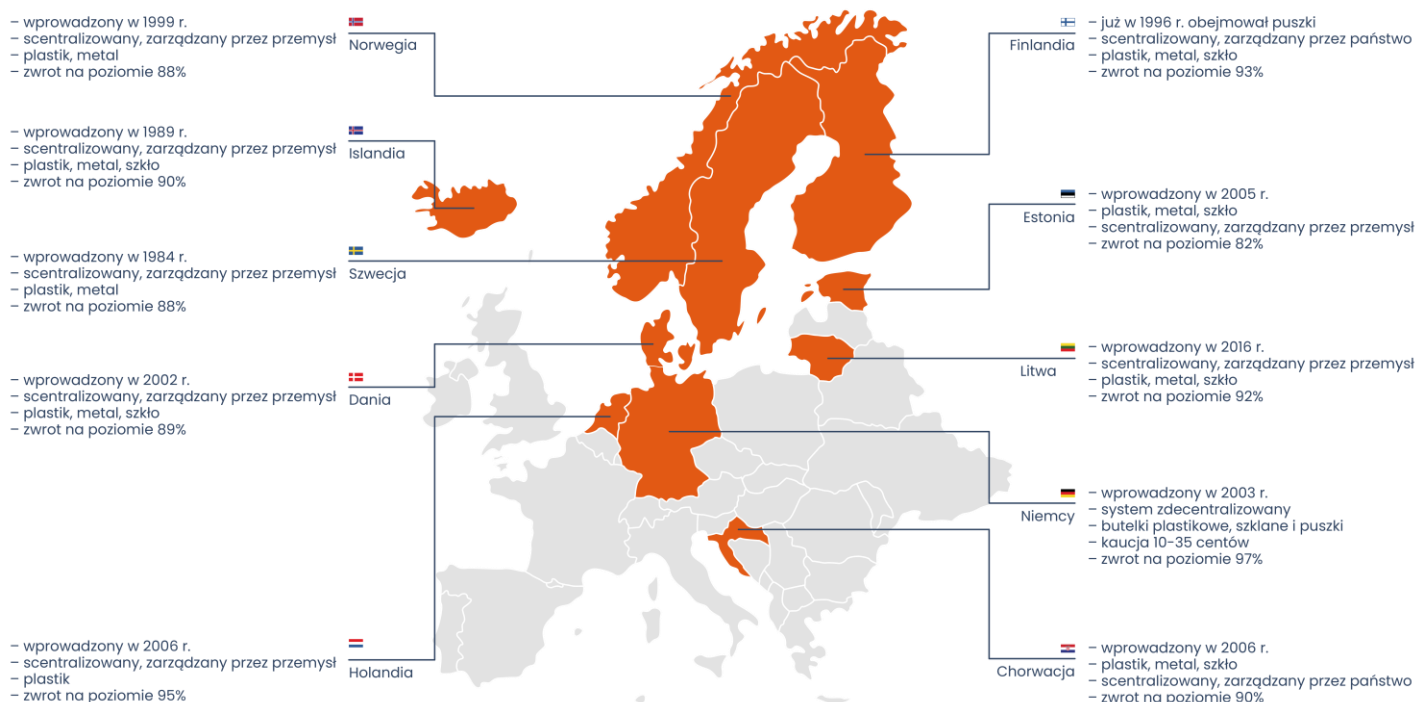 – wprowadzony w 1999 r.
– scentralizowany, zarządzany przez przemysł
– plastik, metal
– zwrot na poziomie 88%
Norwegia
– wprowadzony w 1989 r.
– scentralizowany, zarządzany przez przemysł
– plastik, metal, szkło
– zwrot na poziomie 90%
Islandia
– wprowadzony w 1984 r.
– scentralizowany, zarządzany przez przemysł
– plastik, metal
– zwrot na poziomie 88%
Szwecja
– wprowadzony w 2002 r.
– scentralizowany, zarządzany przez przemysł
– plastik, metal, szkło
– zwrot na poziomie 89%
Dania
– wprowadzony w 2006 r.
– scentralizowany, zarządzany przez przemysł
– plastik
– zwrot na poziomie 95%
Holandia
Finlandia
– już w 1996 r. obejmował puszki
– scentralizowany, zarządzany przez państwo
– plastik, metal, szkło
– zwrot na poziomie 93%
Estonia
– wprowadzony w 2005 r.
– plastik, metal, szkło
– scentralizowany, zarządzany przez przemysł
– zwrot na poziomie 82%
Litwa
– wprowadzony w 2016 r.
– scentralizowany, zarządzany przez przemysł
– plastik, metal, szkło
– zwrot na poziomie 92%
Niemcy
– wprowadzony w 2003 r.
– system zdecentralizowany
– butelki plastikowe, szklane i puszki
– kaucja 10-35 centów
– zwrot na poziomie 97%
Chorwacja
– wprowadzony w 2006 r.
– plastik, metal, szkło
– scentralizowany, zarządzany przez państwo
– zwrot na poziomie 90%